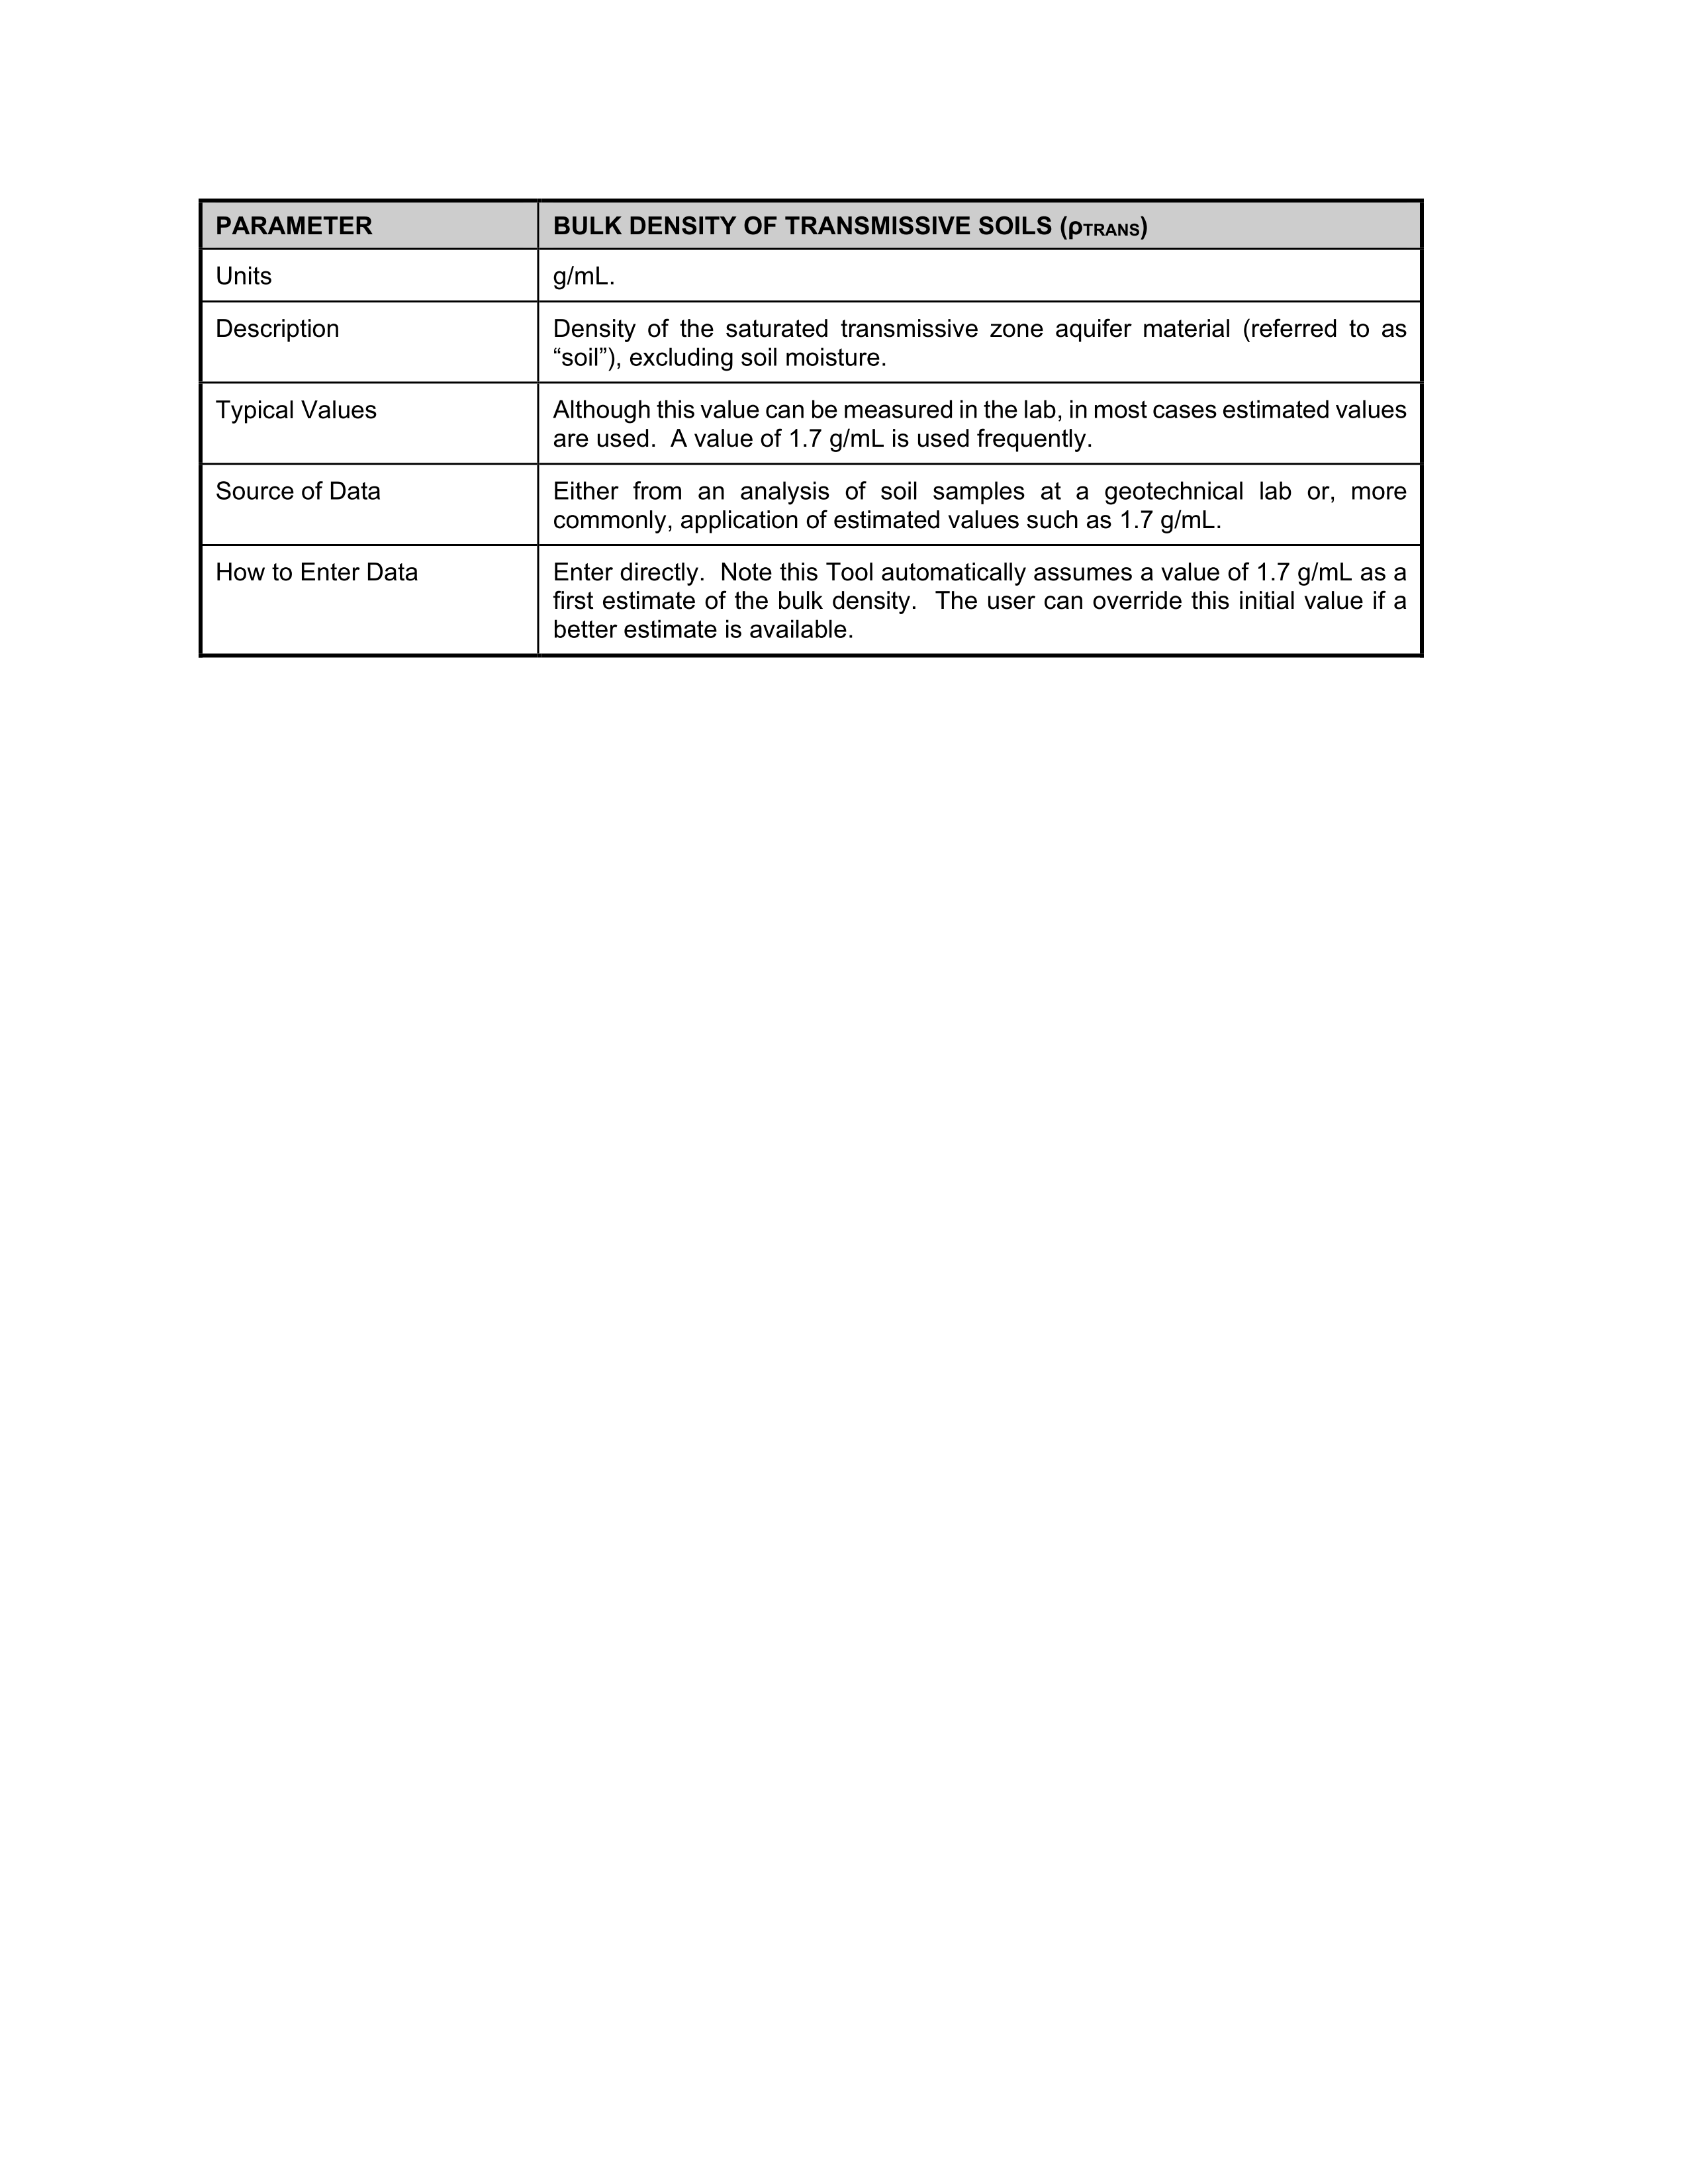 PARAMETER
BULK DENSITY OF TRANSMISSIVE SOILS (ρTRANS)
Units
g/mL.
Description
Density of the saturated transmissive zone aquifer material (referred to as
“soil”), excluding soil moisture.
Typical Values
Although this value can be measured in the lab, in most cases estimated values
are used.  A value of 1.7 g/mL is used frequently.
Source of Data
Either from an analysis of soil samples at a geotechnical lab or, more
commonly, application of estimated values such as 1.7 g/mL.
How to Enter Data
Enter directly.  Note this Tool automatically assumes a value of 1.7 g/mL as a
first estimate of the bulk density.  The user can override this initial value if a
better estimate is available.